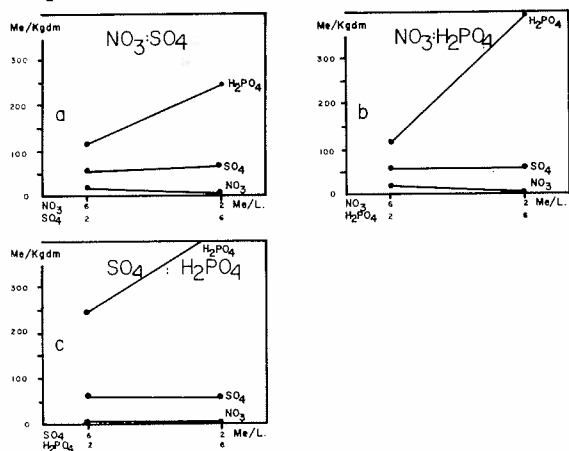 Me/Kgdm
NO3:SO4
300
200
100
0
a
H2PO4
SO4
NO3
NO3 6 2 Me/L.
SO4 2 6
Me/Kgdm
NO3:H2PO4
300
200
100
0
b
H2PO4
SO4
NO3
NO3 6 2 Me/L.
H2PO4 2 6
Me/Kgdm
SO4 : H2PO4
300
200
100
0
c
H2PO4
SO4
NO3
SO4 6 2 Me/L.
H2PO4 2 6